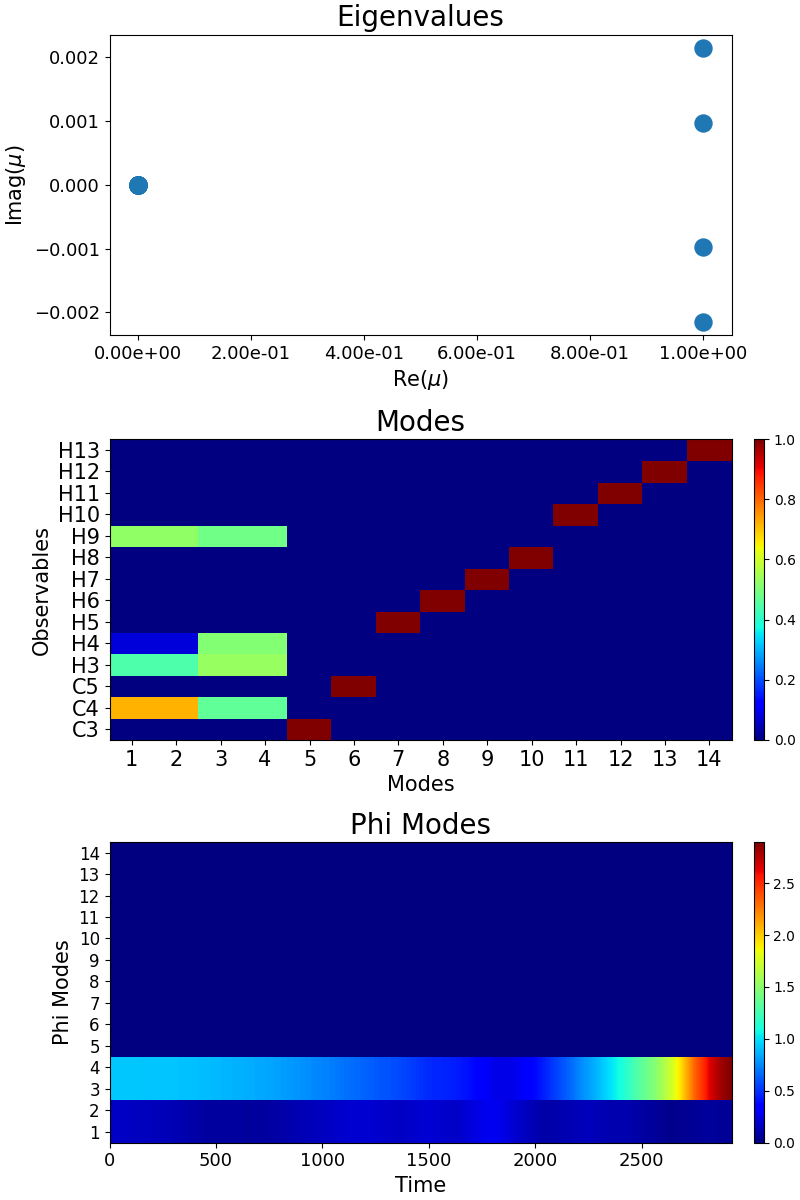 Eigenvalues
Imag(μ)
0.002
0.001
0.000
−0.001
−0.002
0.00e+00 2.00e-01 4.00e-01 6.00e-01 8.00e-01 1.00e+00
Re(μ)
Modes
Observables
H13
H12
H11
H10
H9
H8
H7
H6
H5
H4
H3
C5
C4
C3
1 2 3 4 5 6 7 8 9 10 11 12 13 14
Modes
1.0
0.8
0.6
0.4
0.2
0.0
Phi Modes
Phi Modes
14
13
12
11
10
9
8
7
6
5
4
3
2
1
0 500 1000 1500 2000 2500
Time
2.5
2.0
1.5
1.0
0.5
0.0